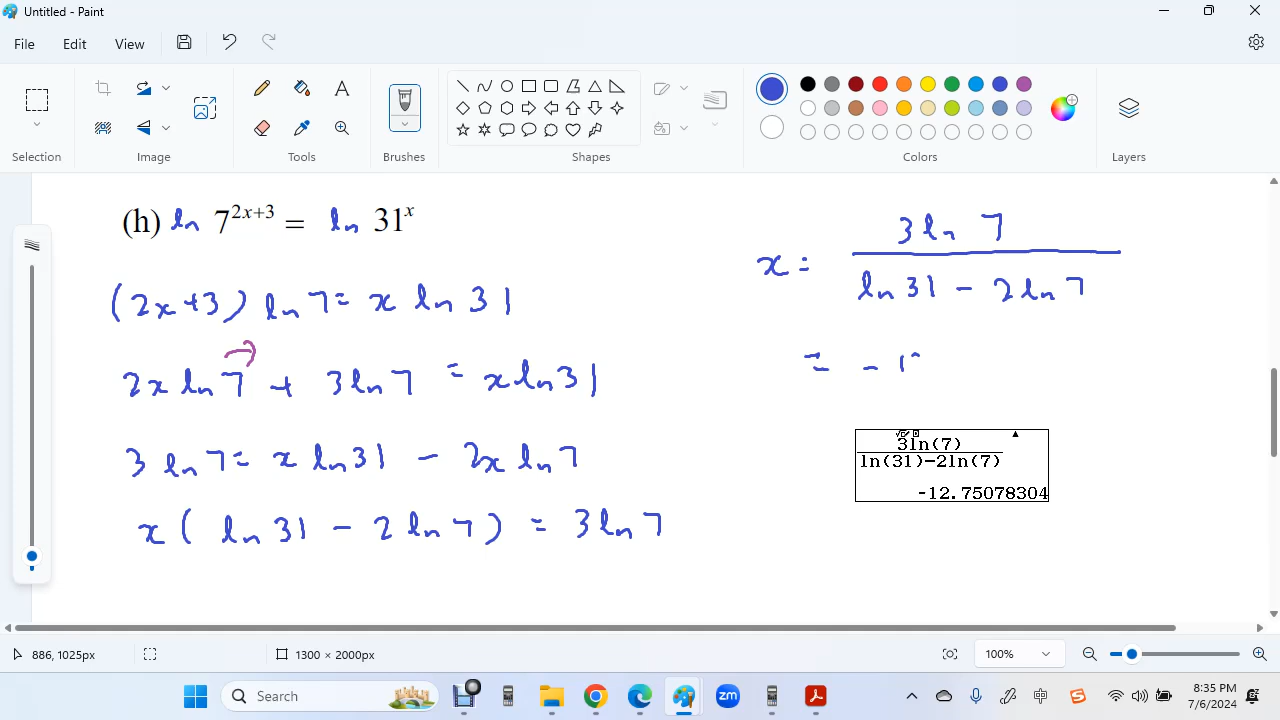 Untitled - Paint
File Edit View
Selection Image Tools Brushes Shapes Colors Layers
(h) ln 7^{2x+3} = ln 31^x
(2x+3) ln 7 = x ln 31
2x ln 7 + 3 ln 7 = x ln 31
3 ln 7 = x ln 31 - 2x ln 7
x ( ln 31 - 2 ln 7 ) = 3 ln 7
x = 3 ln 7
ln 31 - 2 ln 7
= - 1
3ln(7)
ln(31)-2ln(7)
-12.75078304
886, 1025px 1300 × 2000px 100%
Search zm 中 S 8:35 PM
7/6/2024